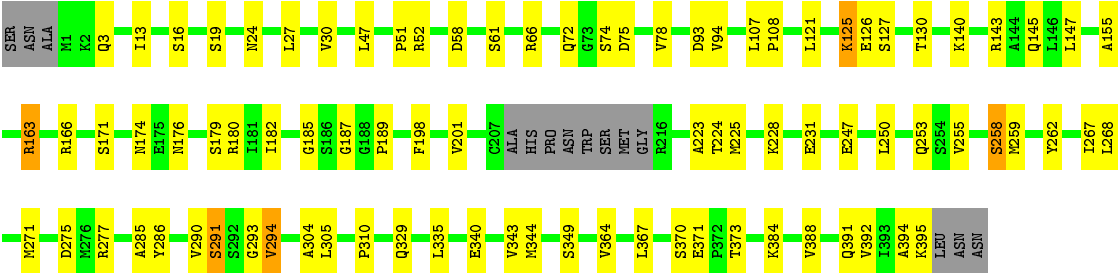 SER ASN ALA M1 K2 Q3 I13 S16 S19 N24 L27 V30 L47 P51 R52 D58 S61 R66 Q72 G73 S74 D75 V78 D93 V94 L107 P108 L121 K125 E126 S127 T130 K140 R143 A144 Q145 L146 L147 A155
R163 R166 S171 N174 E175 N176 S179 R180 I181 I182 G185 S186 G187 G188 P189 F198 V201 C207 ALA HIS PRO ASN TRP SER MET GLY R216 A223 T224 M225 K228 E231 E247 L250 Q253 S254 V255 S258 M259 Y262 I267 L268
M271 D275 M276 R277 A285 Y286 V290 S291 S292 G293 V294 A304 L305 P310 Q329 L335 E340 V343 M344 S349 V364 L367 S370 E371 P372 T373 K384 V388 Q391 V392 I393 A394 K395 LEU ASN ASN